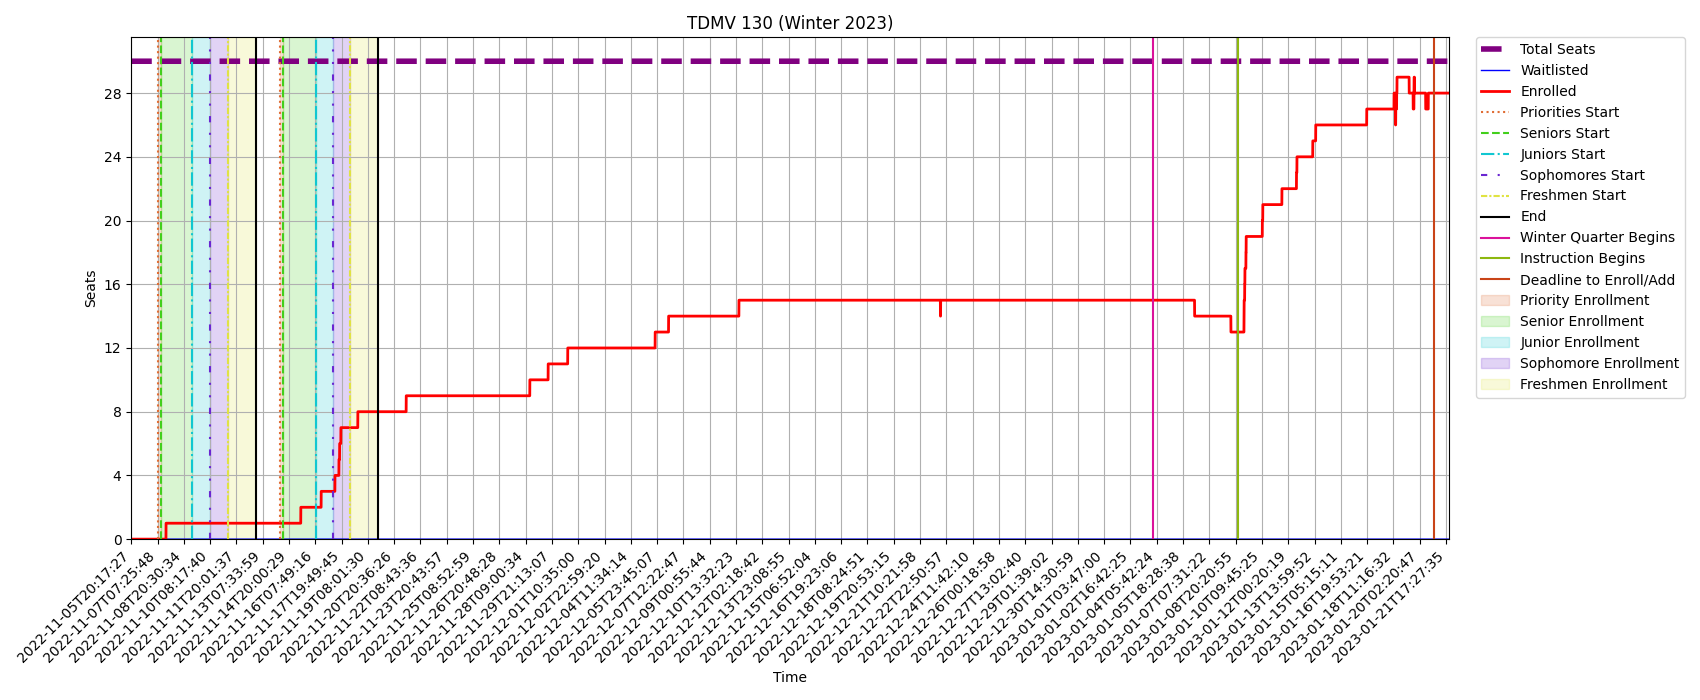 TDMV 130 (Winter 2023)
Seats
28
24
20
16
12
8
4
0
2022-11-05T20:17:27
2022-11-07T07:25:48
2022-11-08T20:30:34
2022-11-10T08:17:40
2022-11-11T20:01:37
2022-11-13T07:33:59
2022-11-14T20:00:29
2022-11-16T07:49:16
2022-11-17T19:49:45
2022-11-19T08:01:30
2022-11-20T20:36:26
2022-11-22T08:43:36
2022-11-23T20:43:57
2022-11-25T08:52:59
2022-11-26T20:48:28
2022-11-28T09:00:34
2022-11-29T21:13:07
2022-12-01T10:35:00
2022-12-02T22:59:20
2022-12-04T11:34:14
2022-12-05T23:45:07
2022-12-07T12:22:47
2022-12-09T00:55:44
2022-12-10T13:32:23
2022-12-12T02:18:42
2022-12-13T23:08:55
2022-12-15T06:52:04
2022-12-16T19:23:06
2022-12-18T08:24:51
2022-12-19T20:53:15
2022-12-21T10:21:58
2022-12-22T22:50:57
2022-12-24T11:42:10
2022-12-26T00:18:58
2022-12-27T13:02:40
2022-12-29T01:39:02
2022-12-30T14:30:59
2023-01-01T03:47:00
2023-01-02T16:42:25
2023-01-04T05:42:24
2023-01-05T18:28:38
2023-01-07T07:31:22
2023-01-08T20:20:55
2023-01-10T09:45:25
2023-01-12T00:20:19
2023-01-13T13:59:52
2023-01-15T05:15:11
2023-01-16T19:53:21
2023-01-18T11:16:32
2023-01-20T02:20:47
2023-01-21T17:27:35
Time
Total Seats
Waitlisted
Enrolled
Priorities Start
Seniors Start
Juniors Start
Sophomores Start
Freshmen Start
End
Winter Quarter Begins
Instruction Begins
Deadline to Enroll/Add
Priority Enrollment
Senior Enrollment
Junior Enrollment
Sophomore Enrollment
Freshmen Enrollment